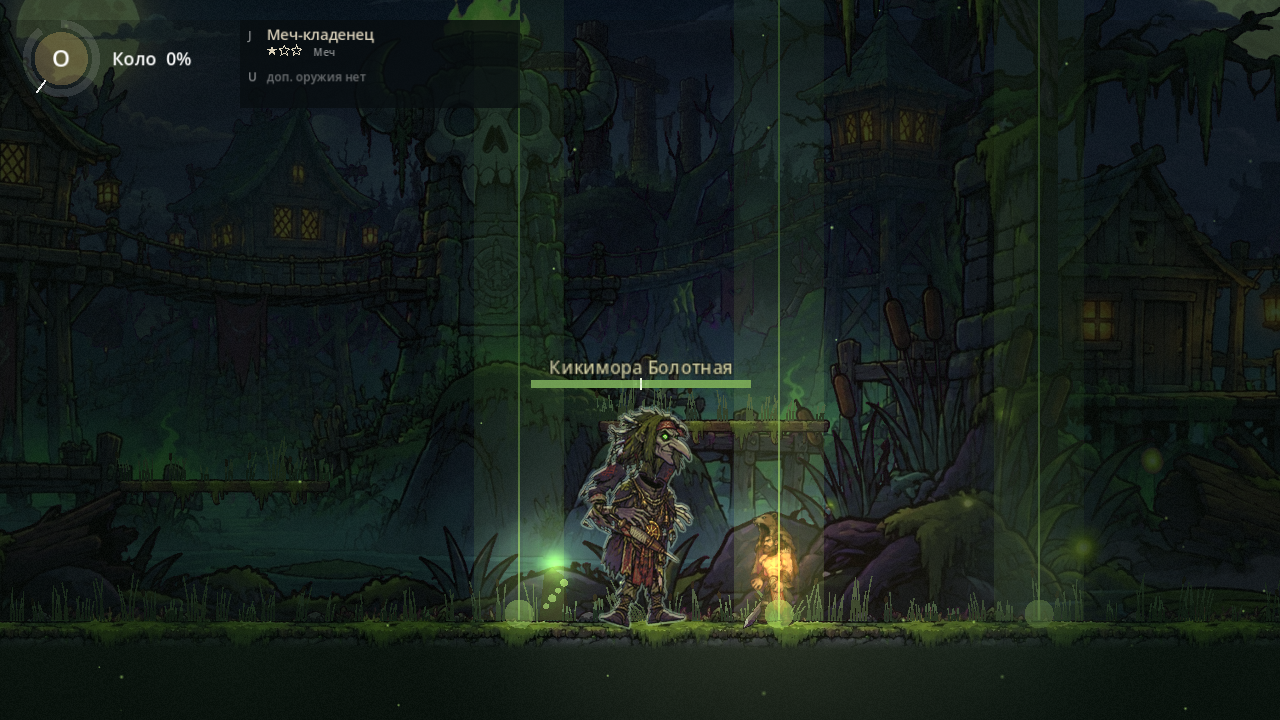 О
Коло 0%
J Меч-кладенец
Меч
U доп. оружия нет
Кикимора Болотная